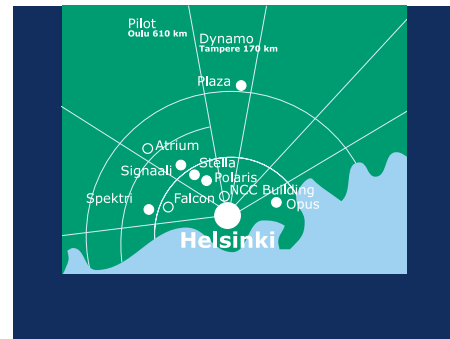 Pilot
Oulu 610 km
Dynamo
Tampere 170 km
Plaza
Atrium
Stella
Signaali
Polaris
NCC Building
Spektri
Falcon
Opus
Helsinki